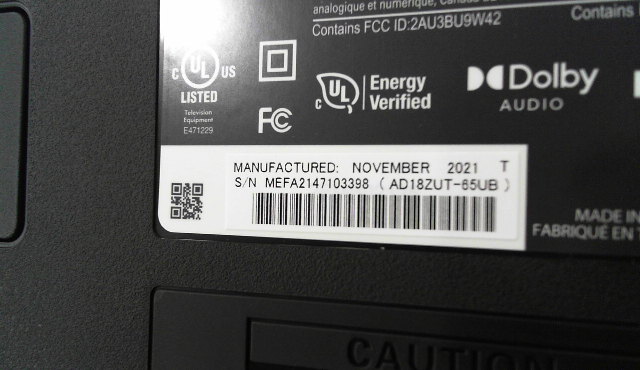 analogique et numérique, Canada
Contains FCC ID:2AU3BU9W42
Contains
C UL US
LISTED
Television
Equipment
E471229
FC
C UL
Energy
Verified
Dolby
AUDIO
MANUFACTURED: NOVEMBER 2021 T
S/N MEFA2147103398 ( AD18ZUT-65UB )
MADE IN
FABRIQUÉ EN
CAUTION